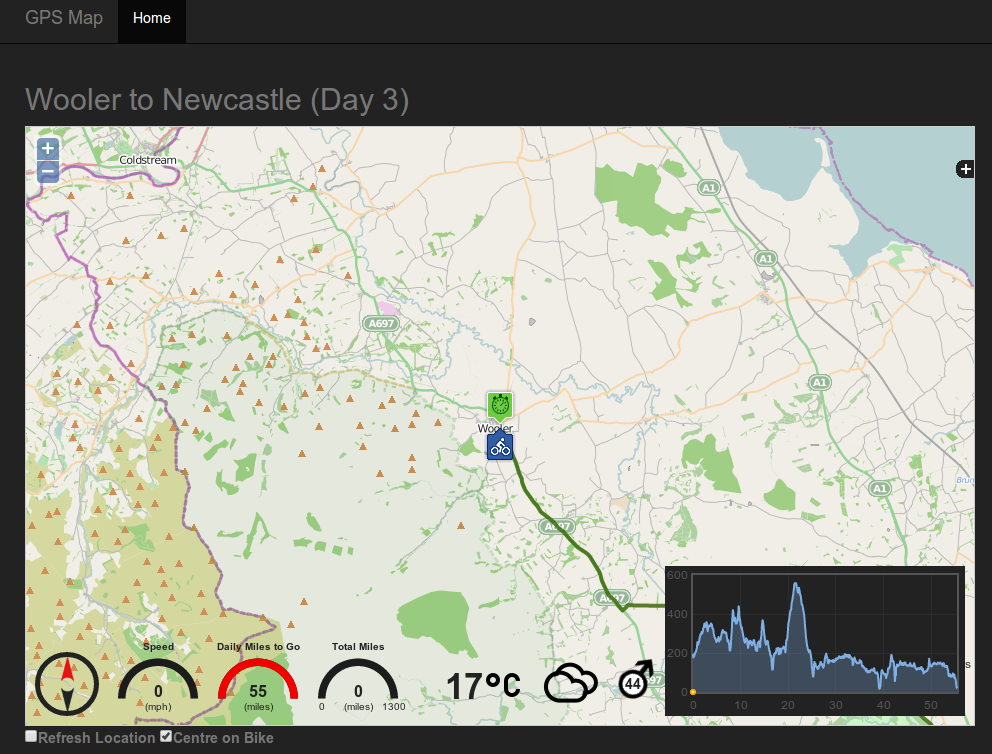 GPS Map Home
Wooler to Newcastle (Day 3)
+
−
Coldstream
+
A1
A1
A697
A1
Wooler
A1
A697
A697
Speed
0
(mph)
Daily Miles to Go
55
(miles)
Total Miles
0
0 (miles) 1300
17°C
44
600
400
200
0
0 10 20 30 40 50
Refresh Location Centre on Bike